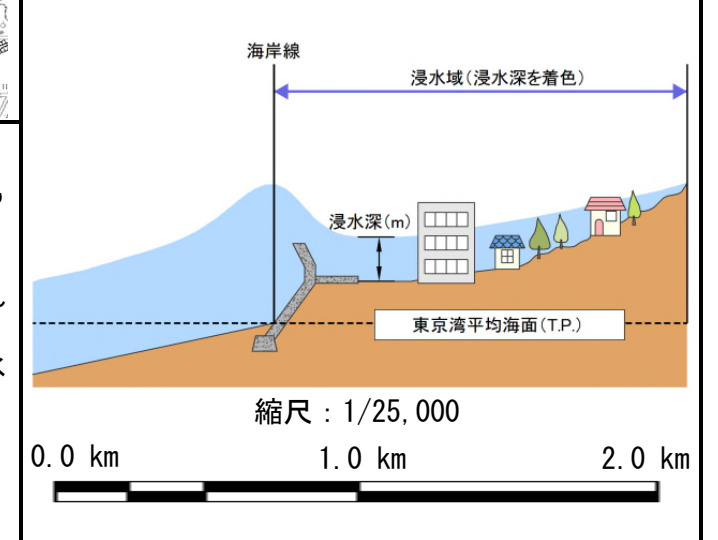 海岸線
浸水域(浸水深を着色)
浸水深(m)
東京湾平均海面(T.P.)
縮尺：1/25,000
0.0 km 1.0 km 2.0 km